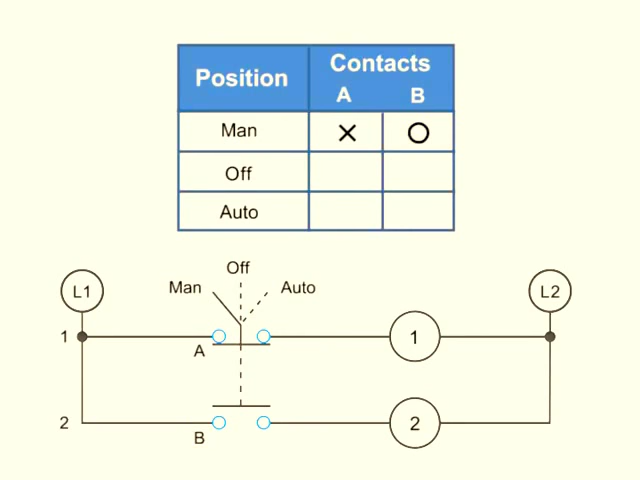 Position Contacts
A B
Man X O
Off
Auto
Off
Man Auto
L1 L2
1 1
A
2 2
B